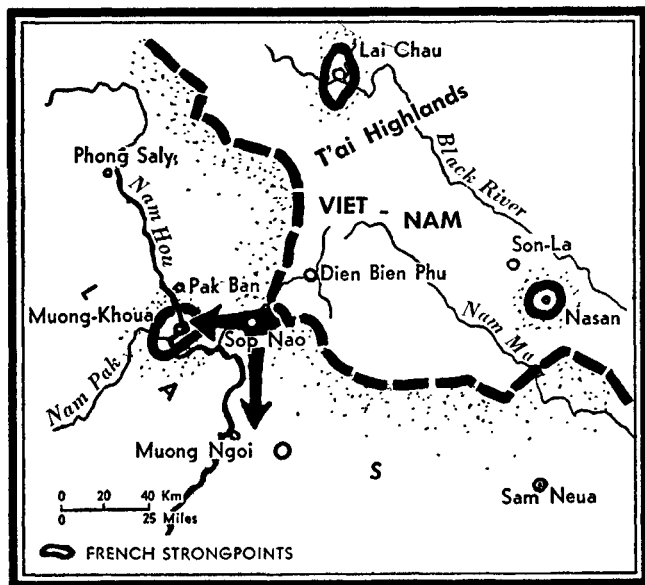 Lai Chau
T'ai Highlands
Black River
Phong Saly
Nam Hou
VIET - NAM
Son-La
Dien Bien Phu
Pak Ban
L
Muong-Khoua
Sop Nao
Nam Ma
Nasan
Nam Pak
A
Muong Ngoi
S
Sam Neua
0 20 40 Km
0 25 Miles
FRENCH STRONGPOINTS